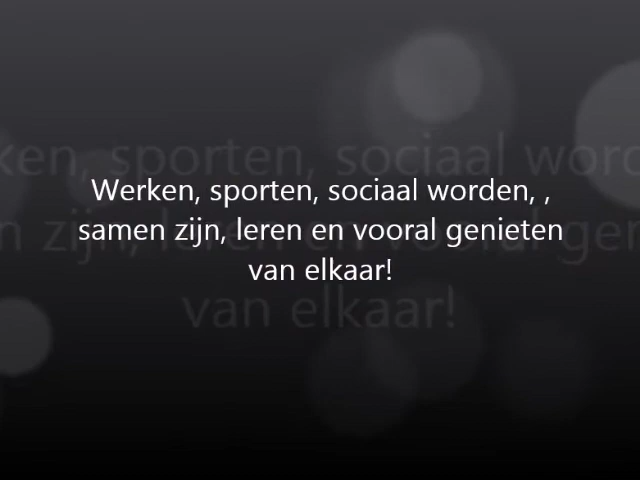 Werken, sporten, sociaal worden, ,
samen zijn, leren en vooral genieten
van elkaar!